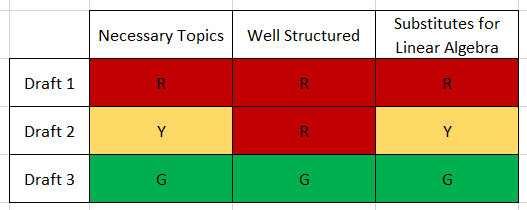 Necessary Topics Well Structured Substitutes for
Linear Algebra
Draft 1 R R R
Draft 2 Y R Y
Draft 3 G G G